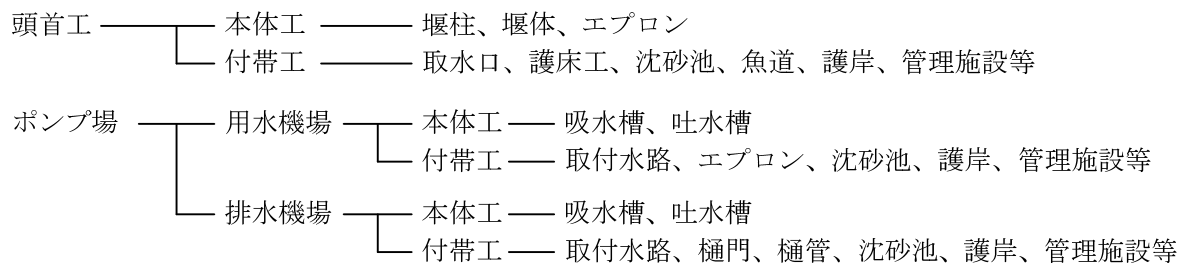 頭首工 本体工 堰柱、堰体、エプロン
付帯工 取水口、護床工、沈砂池、魚道、護岸、管理施設等
ポンプ場 用水機場 本体工 吸水槽、吐水槽
付帯工 取付水路、エプロン、沈砂池、護岸、管理施設等
排水機場 本体工 吸水槽、吐水槽
付帯工 取付水路、樋門、樋管、沈砂池、護岸、管理施設等